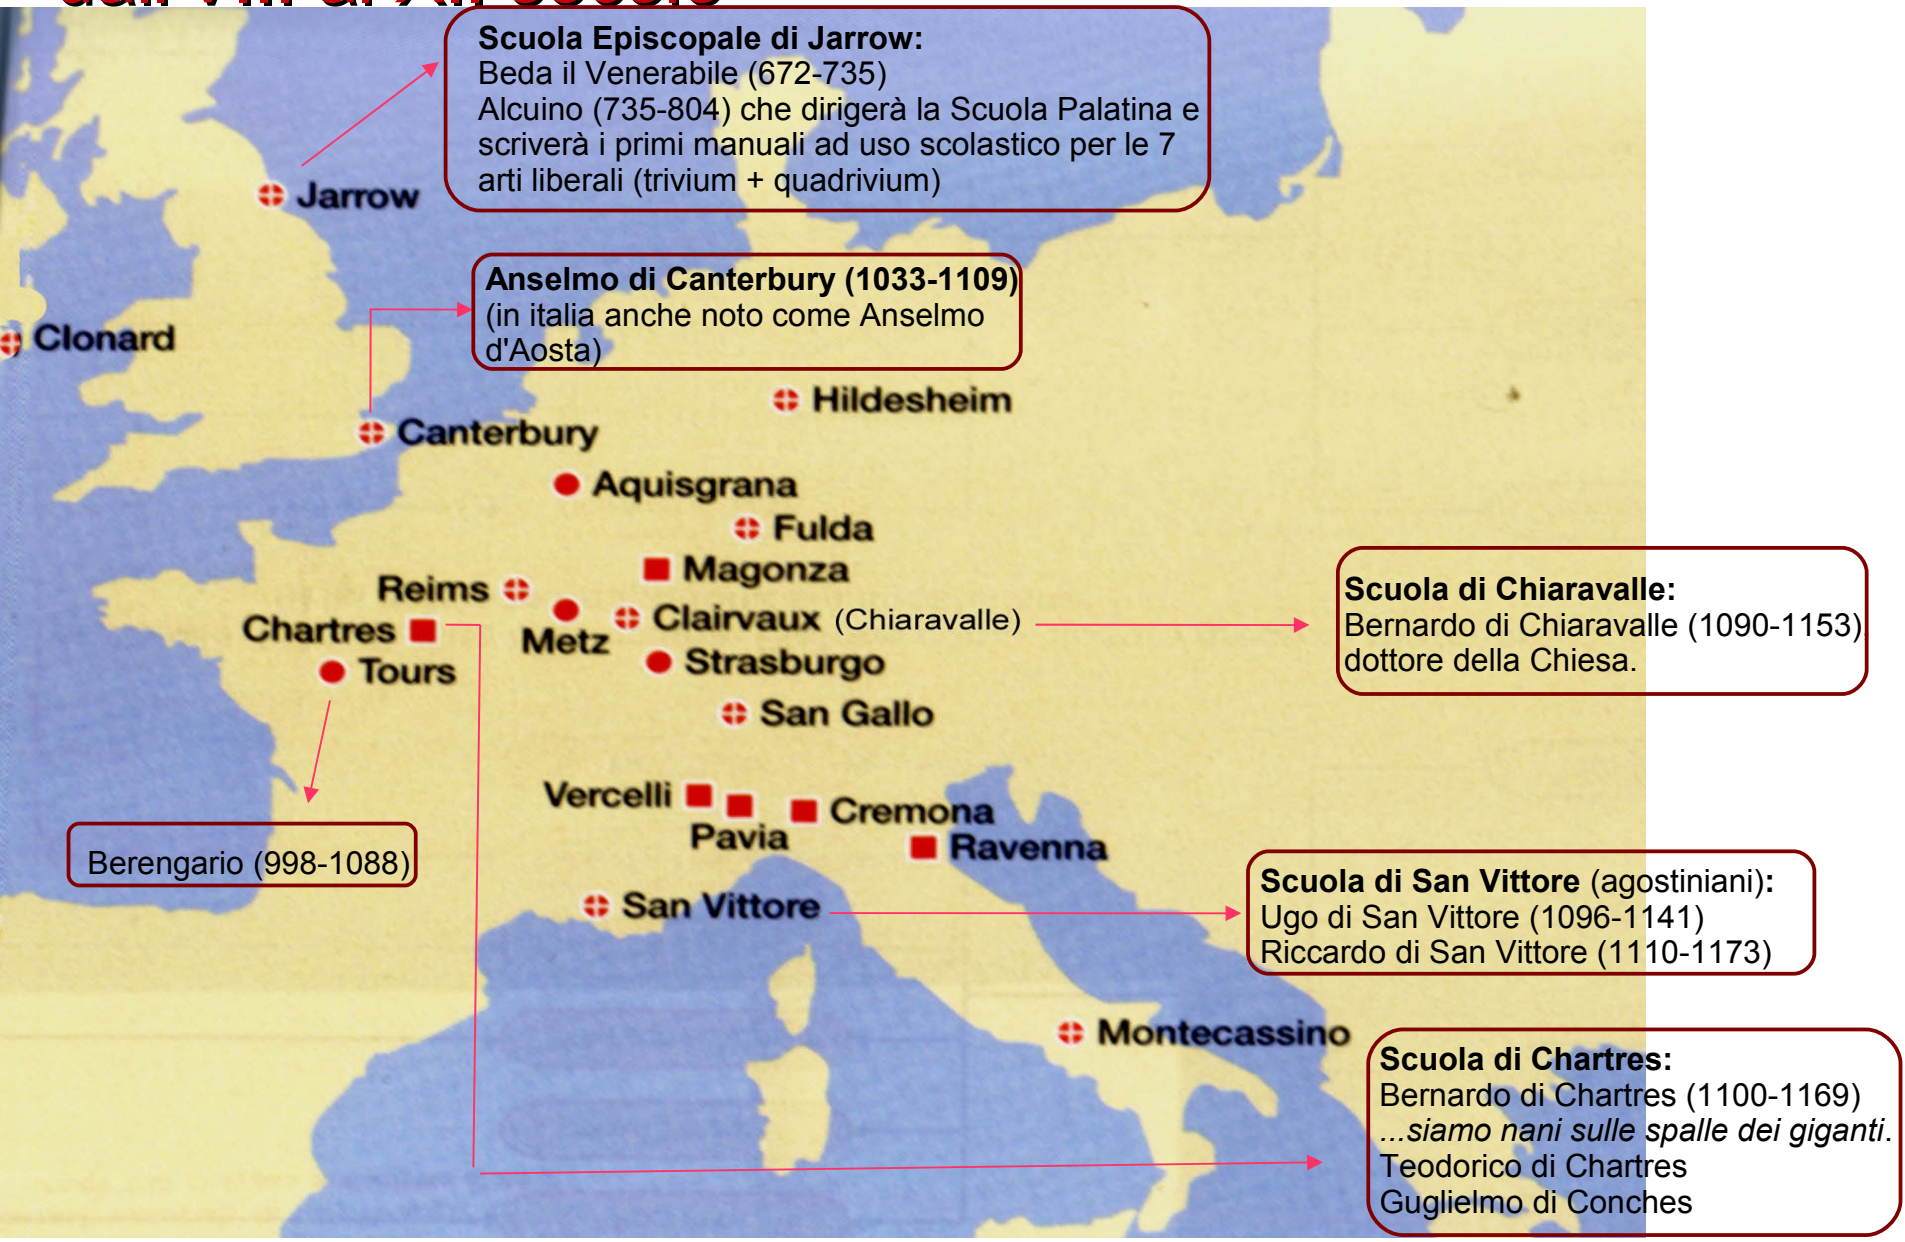 dall'VIII al XII secolo
Scuola Episcopale di Jarrow:
Beda il Venerabile (672-735)
Alcuino (735-804) che dirigerà la Scuola Palatina e
scriverà i primi manuali ad uso scolastico per le 7
arti liberali (trivium + quadrivium)
Jarrow
Anselmo di Canterbury (1033-1109)
(in italia anche noto come Anselmo
d'Aosta)
Clonard
Hildesheim
Canterbury
Aquisgrana
Fulda
Magonza
Reims
Clairvaux (Chiaravalle)
Chartres
Metz
Strasburgo
Tours
San Gallo
Scuola di Chiaravalle:
Bernardo di Chiaravalle (1090-1153),
dottore della Chiesa.
Vercelli
Pavia
Cremona
Ravenna
Berengario (998-1088)
San Vittore
Scuola di San Vittore (agostiniani):
Ugo di San Vittore (1096-1141)
Riccardo di San Vittore (1110-1173)
Montecassino
Scuola di Chartres:
Bernardo di Chartres (1100-1169)
...siamo nani sulle spalle dei giganti.
Teodorico di Chartres
Guglielmo di Conches